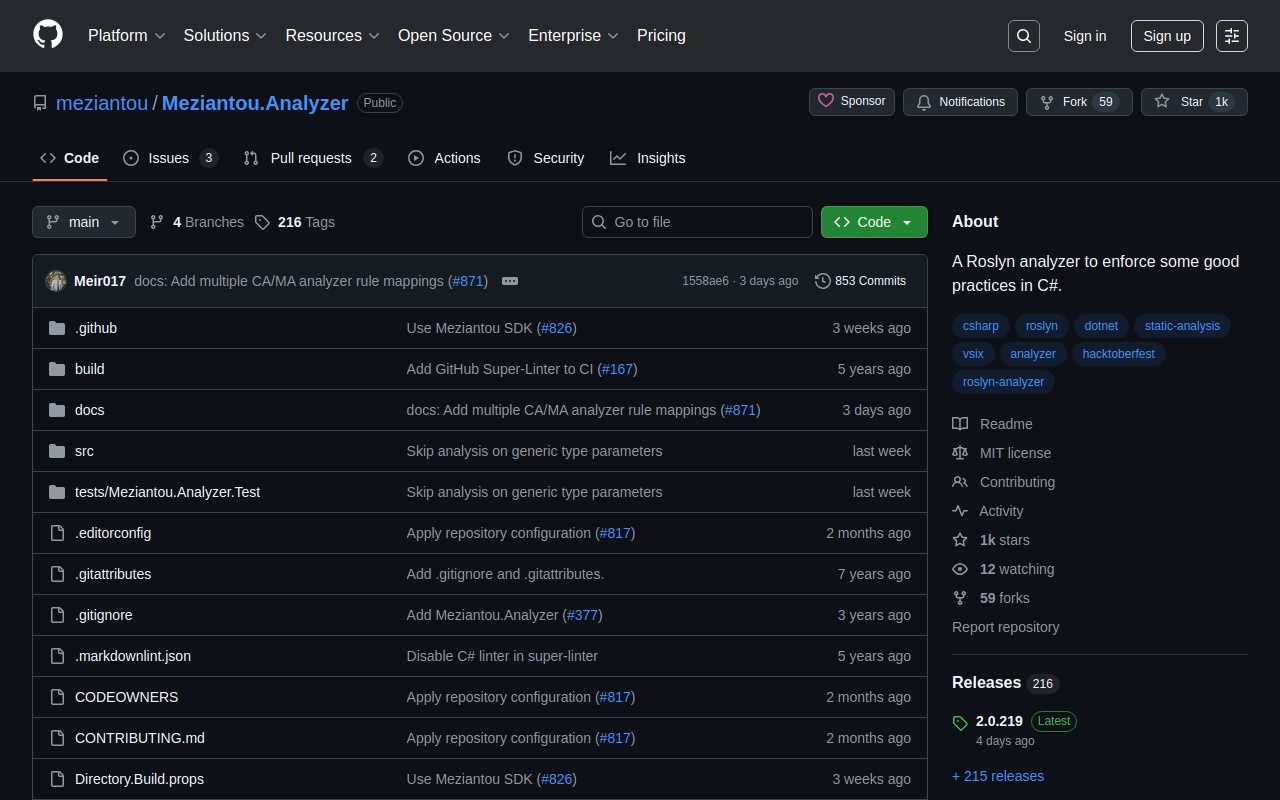 Platform Solutions Resources Open Source Enterprise Pricing Sign in Sign up
meziantou / Meziantou.Analyzer Public Sponsor Notifications Fork 59 Star 1k
Code Issues 3 Pull requests 2 Actions Security Insights
main 4 Branches 216 Tags Go to file Code
Meir017 docs: Add multiple CA/MA analyzer rule mappings (#871) 1558ae6 · 3 days ago 853 Commits
.github Use Meziantou SDK (#826) 3 weeks ago
build Add GitHub Super-Linter to CI (#167) 5 years ago
docs docs: Add multiple CA/MA analyzer rule mappings (#871) 3 days ago
src Skip analysis on generic type parameters last week
tests/Meziantou.Analyzer.Test Skip analysis on generic type parameters last week
.editorconfig Apply repository configuration (#817) 2 months ago
.gitattributes Add .gitignore and .gitattributes. 7 years ago
.gitignore Add Meziantou.Analyzer (#377) 3 years ago
.markdownlint.json Disable C# linter in super-linter 5 years ago
CODEOWNERS Apply repository configuration (#817) 2 months ago
CONTRIBUTING.md Apply repository configuration (#817) 2 months ago
Directory.Build.props Use Meziantou SDK (#826) 3 weeks ago
About
A Roslyn analyzer to enforce some good
practices in C#.
csharp roslyn dotnet static-analysis
vsix analyzer hacktoberfest
roslyn-analyzer
Readme
MIT license
Contributing
Activity
1k stars
12 watching
59 forks
Report repository
Releases 216
2.0.219 Latest
4 days ago
+ 215 releases